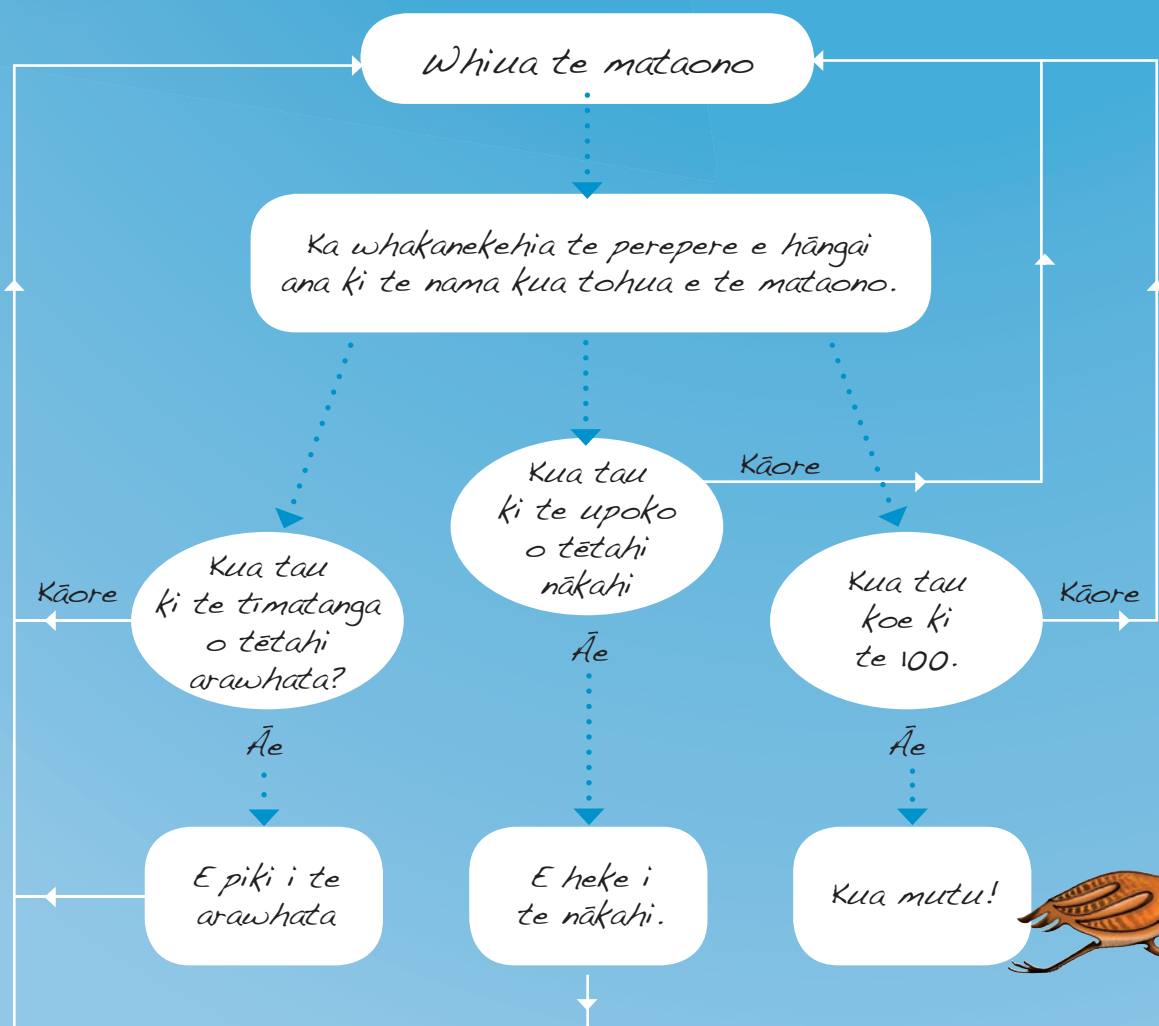 Whiua te mataono
Ka whakanekehia te perepere e hāngai
ana ki te nama kua tohua e te mataono.
Kua tau
ki te tīmatanga
o tētahi
arawhata?
Kāore
Āe
E piki i te
arawhata
Kua tau
ki te upoko
o tētahi
nākahi
Kāore
Āe
E heke i
te nākahi.
Kua tau
koe ki
te 100.
Kāore
Āe
Kua mutu!